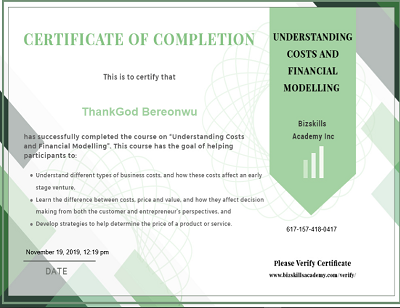 CERTIFICATE OF COMPLETION
This is to certify that
ThankGod Bereonwu
has successfully completed the course on "Understanding Costs
and Financial Modelling". This course has the goal of helping
participants to:
Understand different types of business costs, and how these costs affect an early
stage venture,
Learn the difference between costs, price and value, and how they affect decision
making from both the customer and entrepreneur's perspectives, and
Develop strategies to help determine the price of a product or service.
November 19, 2019, 12:19 pm
DATE
UNDERSTANDING
COSTS AND
FINANCIAL
MODELLING
Bizskills
Academy Inc
617-157-418-0417
Please Verify Certificate
www.bizskillsacademy.com/verify/